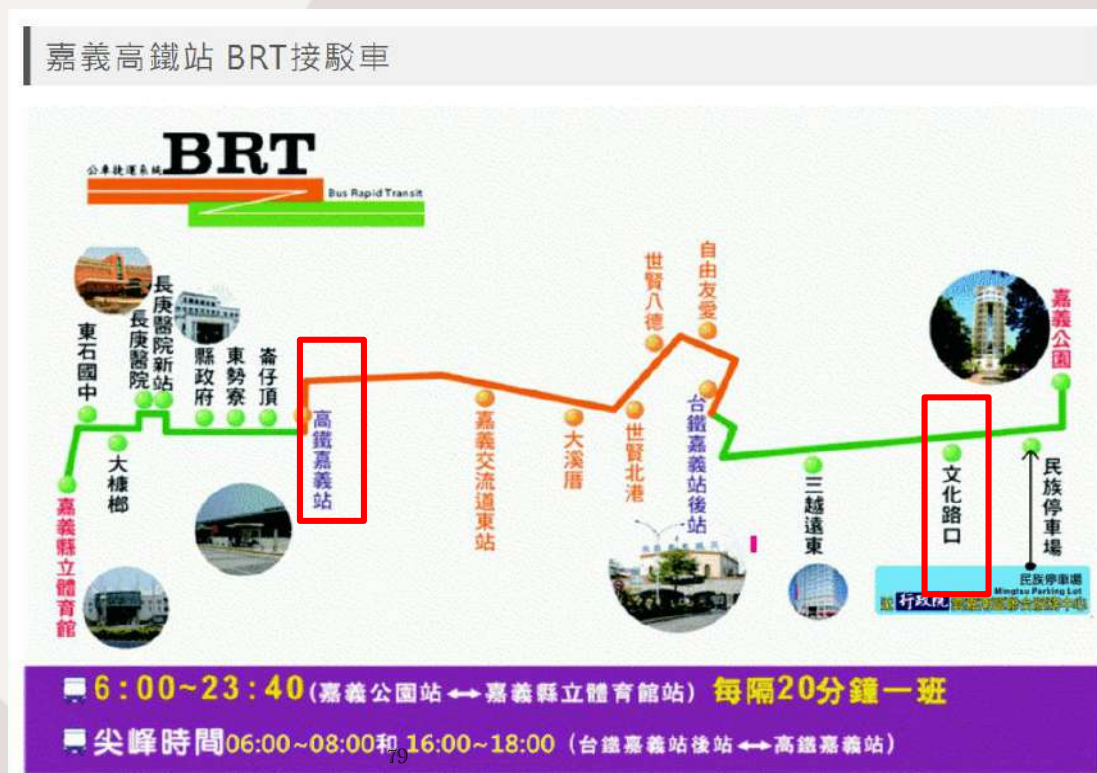 嘉義高鐵站 BRT接駁車
公車捷運系統 BRT
Bus Rapid Transit
嘉義縣立體育館
東石國中
大槺榔
長庚醫院
長庚醫院新站
縣政府
東勢寮
崙仔頂
高鐵嘉義站
嘉義交流道東站
大溪厝
世賢北港
世賢八德
自由友愛
台鐵嘉義站後站
三越遠東
文化路口
民族停車場
嘉義公園
民族停車場
Mingtsu Parking Lot
行政院
6:00~23:40(嘉義公園站↔嘉義縣立體育館站) 每隔20分鐘一班
尖峰時間06:00~08:00和 16:00~18:00 (台鐵嘉義站後站↔高鐵嘉義站)
79